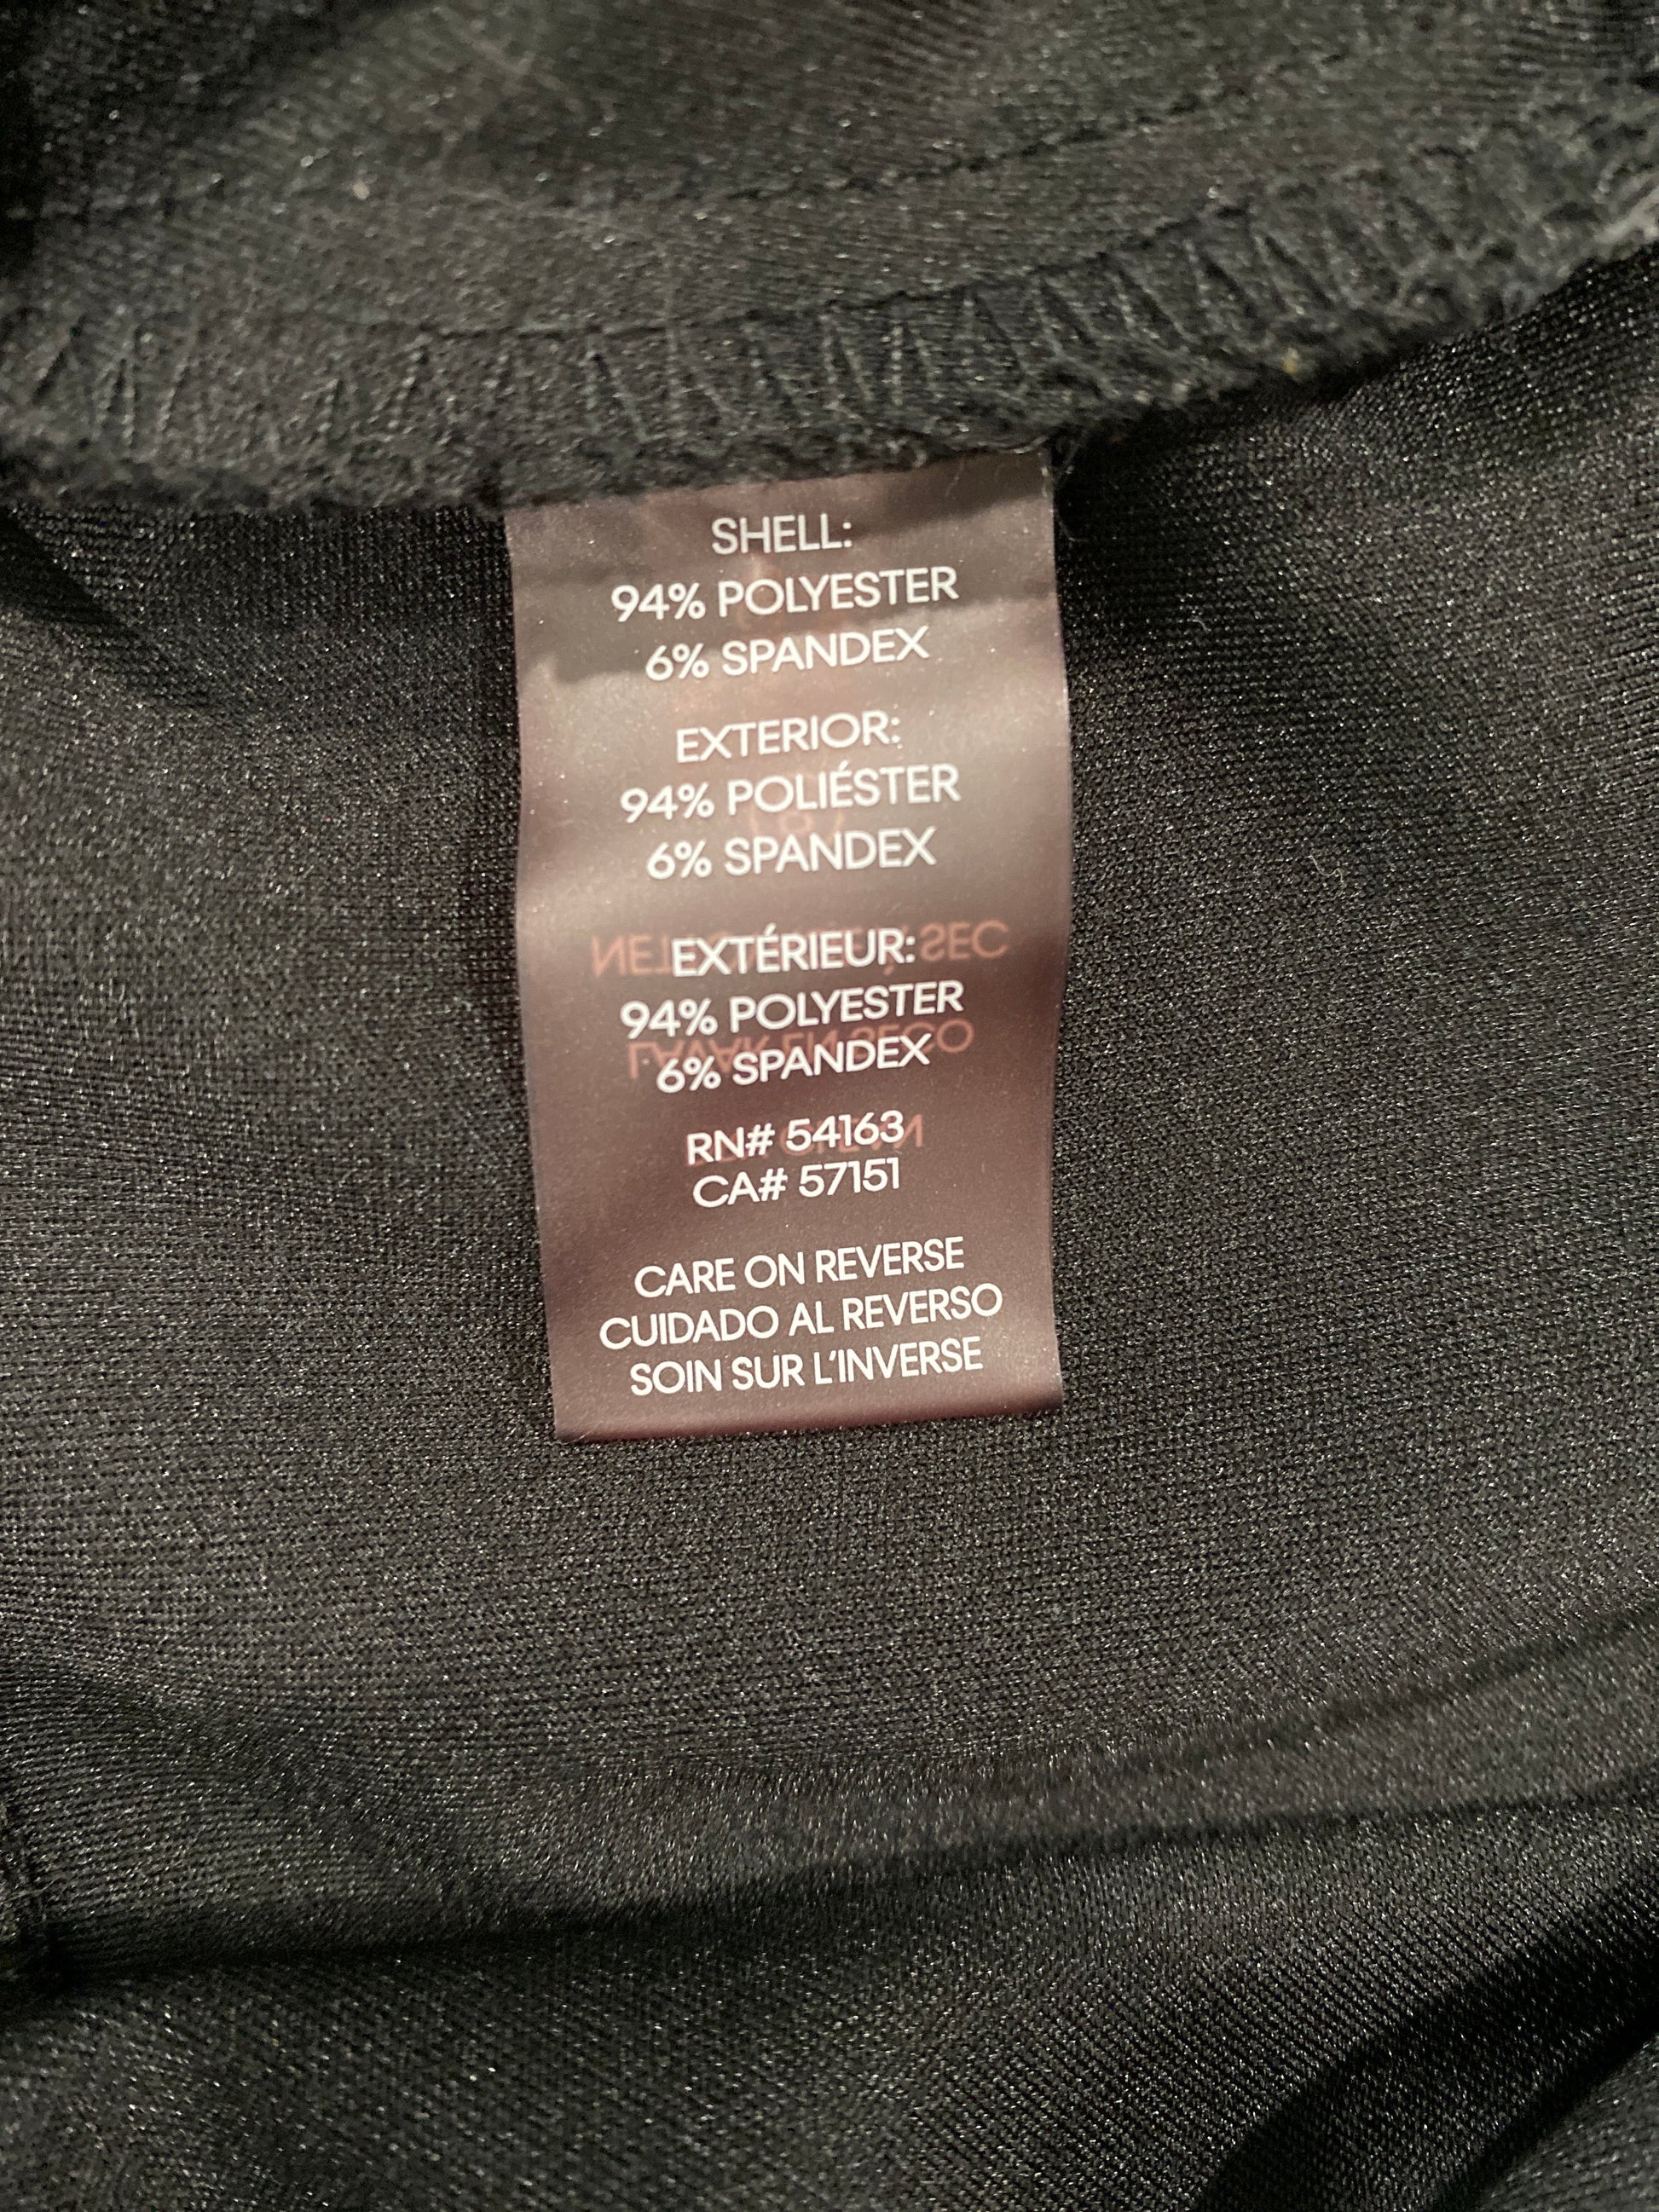 SHELL:
94% POLYESTER
6% SPANDEX
EXTERIOR:
94% POLIÉSTER
6% SPANDEX
EXTÉRIEUR:
94% POLYESTER
6% SPANDEX
RN# 54163
CA# 57151
CARE ON REVERSE
CUIDADO AL REVERSO
SOIN SUR L'INVERSE